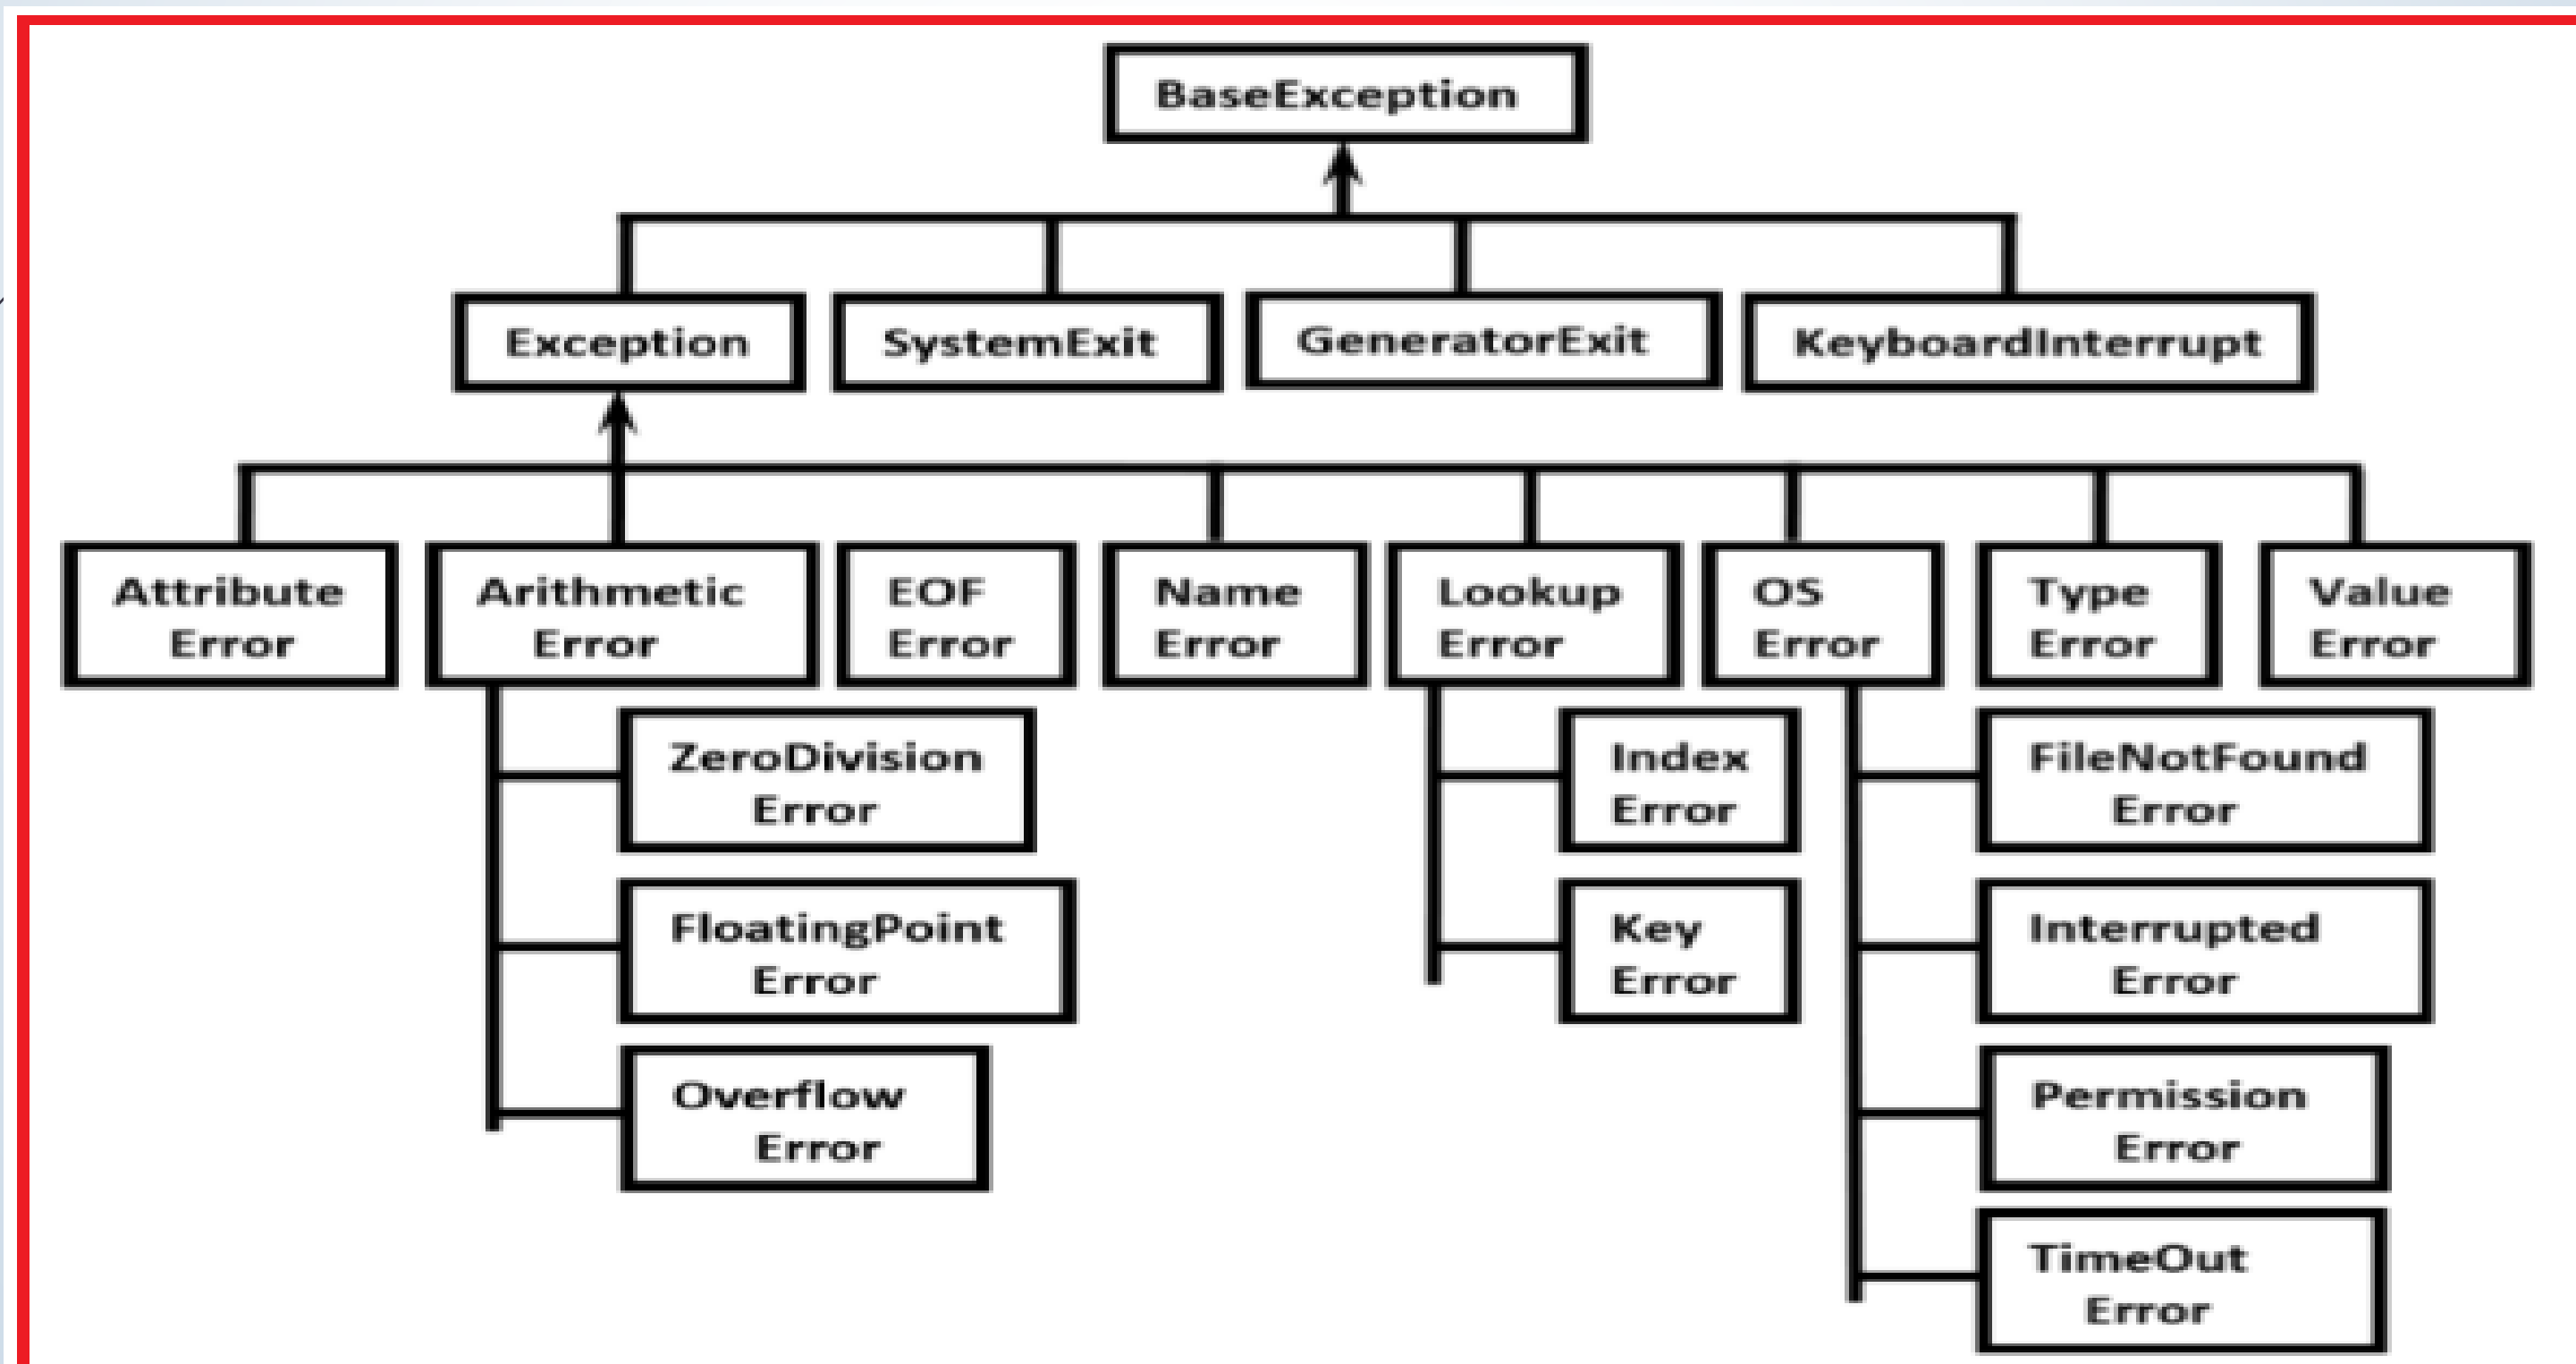 BaseException
Exception
SystemExit
GeneratorExit
KeyboardInterrupt
Attribute
Error
Arithmetic
Error
EOF
Error
Name
Error
Lookup
Error
OS
Error
Type
Error
Value
Error
ZeroDivision
Error
FloatingPoint
Error
Overflow
Error
Index
Error
Key
Error
FileNotFound
Error
Interrupted
Error
Permission
Error
TimeOut
Error